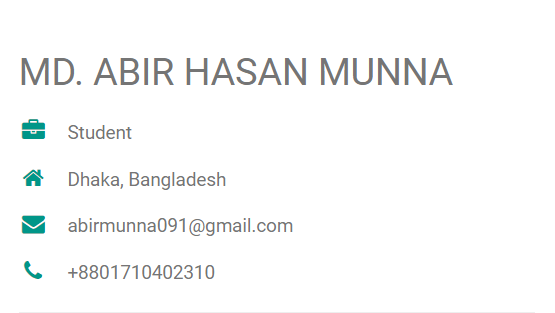 MD. ABIR HASAN MUNNA
Student
Dhaka, Bangladesh
abirmunna091@gmail.com
+8801710402310